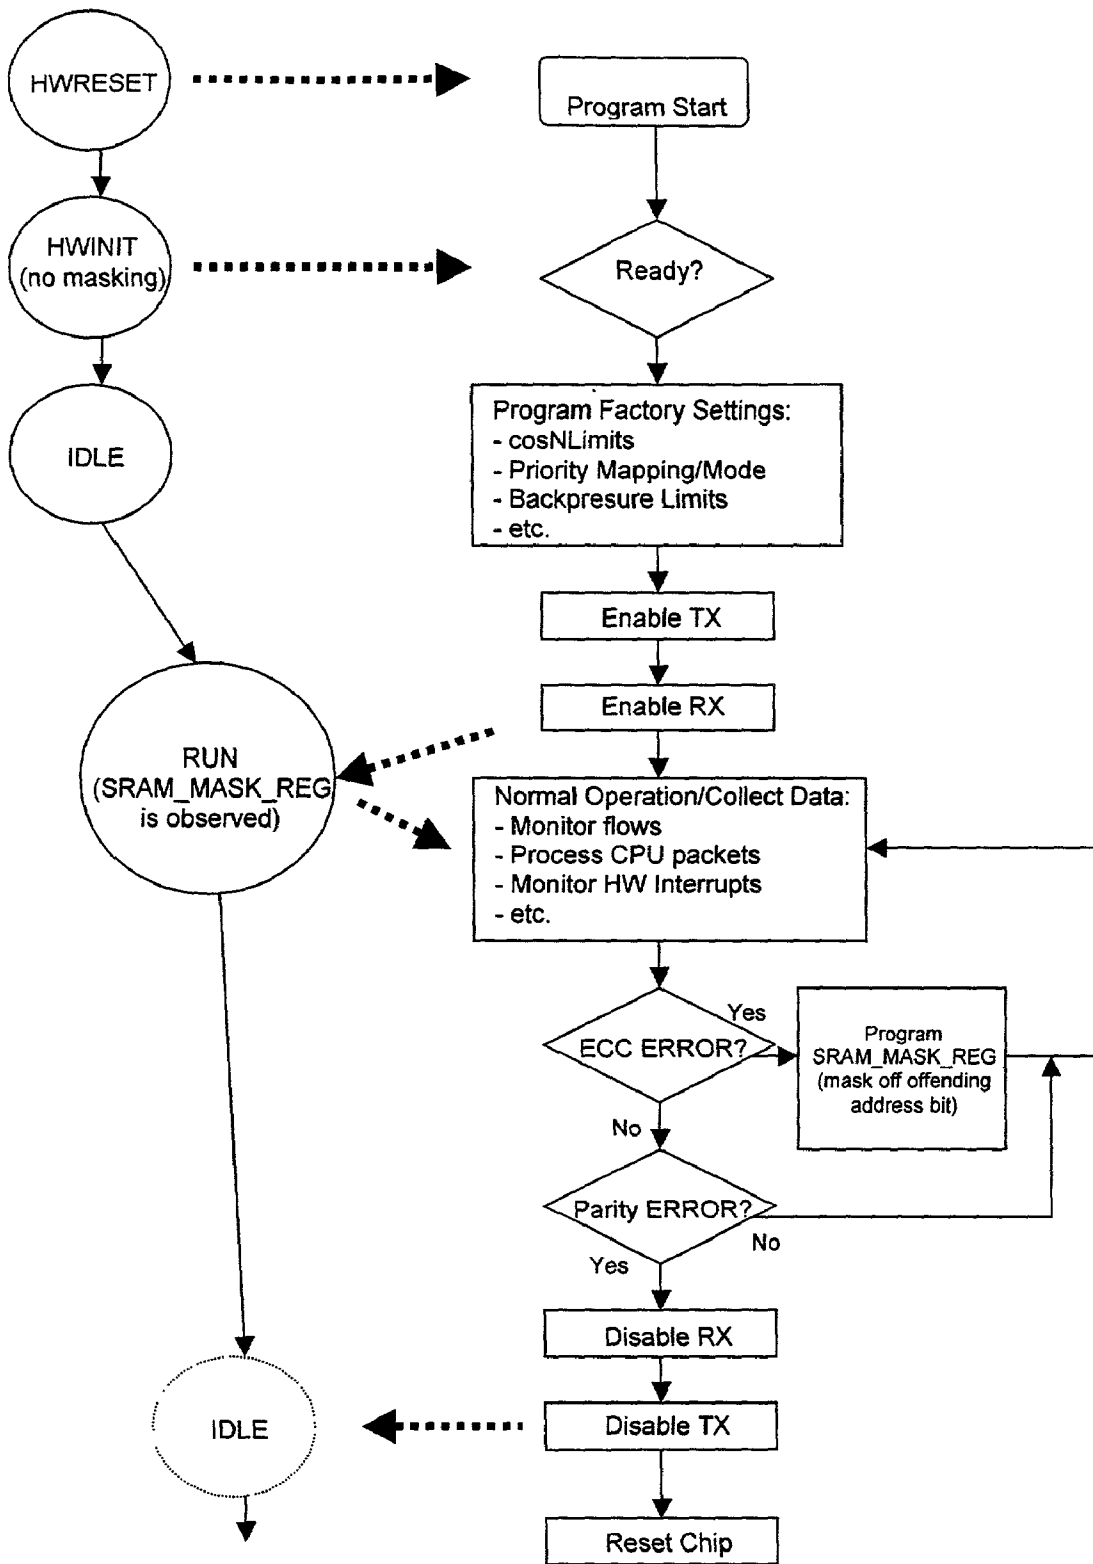 HWRESET
Program Start
HWINIT
(no masking)
Ready?
IDLE
Program Factory Settings:
- cosNLimits
- Priority Mapping/Mode
- Backpresure Limits
- etc.
Enable TX
Enable RX
RUN
(SRAM_MASK_REG
is observed)
Normal Operation/Collect Data:
- Monitor flows
- Process CPU packets
- Monitor HW Interrupts
- etc.
ECC ERROR?
Yes
Program
SRAM_MASK_REG
(mask off offending
address bit)
No
Parity ERROR?
No
Yes
Disable RX
Disable TX
IDLE
Reset Chip